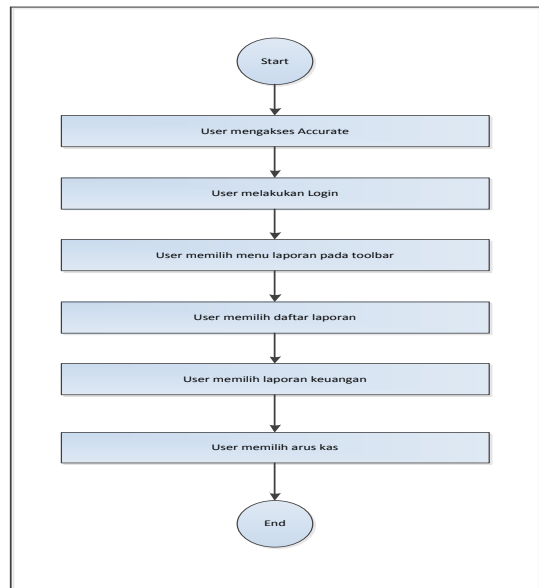 Start
User mengakses Accurate
User melakukan Login
User memilih menu laporan pada toolbar
User memilih daftar laporan
User memilih laporan keuangan
User memilih arus kas
End